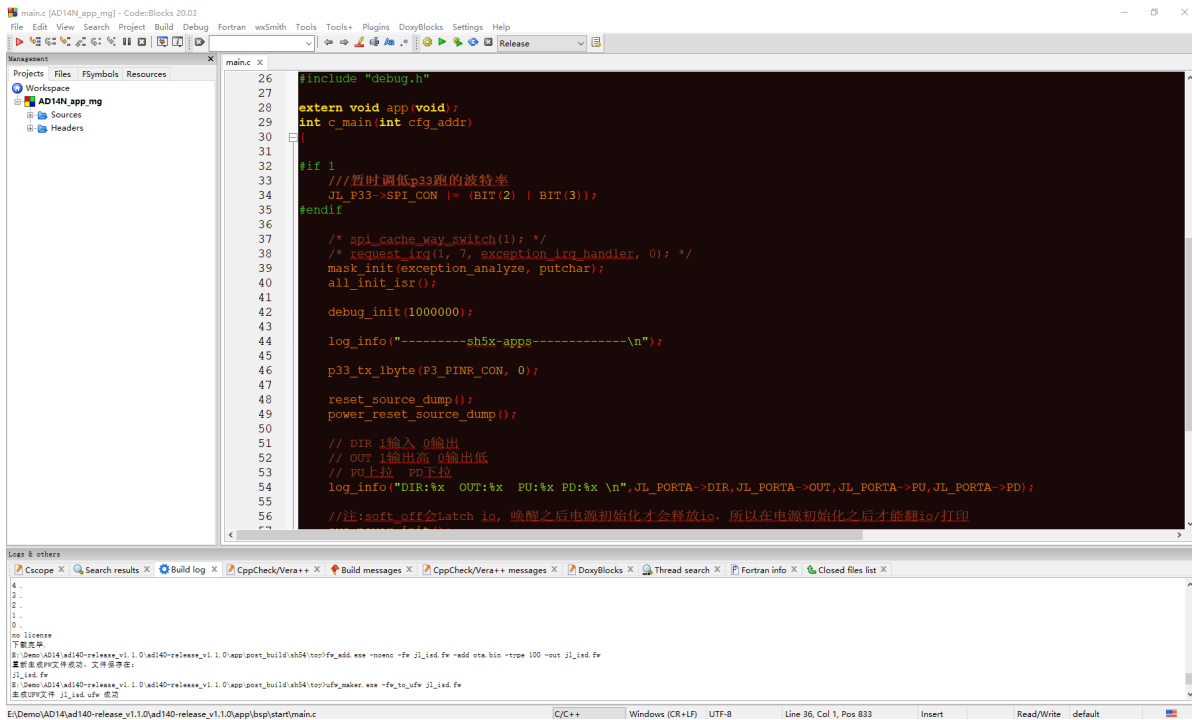 main.c [AD14N_app_mg] - Code::Blocks 20.03
File Edit View Search Project Build Debug Fortran wxSmith Tools Tools+ Plugins DoxyBlocks Settings Help
Release
Management
Projects Files FSymbols Resources
Workspace
AD14N_app_mg
Sources
Headers
main.c
26 #include "debug.h"
27
28 extern void app(void);
29 int c_main(int cfg_addr)
30 {
31
32 #if 1
33 ///暂时调低p33跑的波特率
34 JL_P33->SPI_CON |= (BIT(2) | BIT(3));
35 #endif
36
37 /* spi_cache_way_switch(1); */
38 /* request_irq(1, 7, exception_irq_handler, 0); */
39 mask_init(exception_analyze, putchar);
40 all_init_isr();
41
42 debug_init(1000000);
43
44 log_info("---------sh5x-apps-------------\n");
45
46 p33_tx_1byte(P3_PINR_CON, 0);
47
48 reset_source_dump();
49 power_reset_source_dump();
50
51 // DIR 1输入 0输出
52 // OUT 1输出高 0输出低
53 // PU上拉 PD下拉
54 log_info("DIR:%x OUT:%x PU:%x PD:%x \n",JL_PORTA->DIR,JL_PORTA->OUT,JL_PORTA->PU,JL_PORTA->PD);
55
56 //注:soft_off会Latch io, 唤醒之后电源初始化才会释放io, 所以在电源初始化之后才能翻io/打印
Logs & others
Cscope Search results Build log CppCheck/Vera++ Build messages CppCheck/Vera++ messages DoxyBlocks Thread search Fortran info Closed files list
4 .
3 .
2 .
1 .
0 .
no license
下载完毕.
E:\Demo\AD14\ad140-release_v1.1.0\ad140-release_v1.1.0\app\post_build\sh54\toy>fw_add.exe -noenc -fw jl_isd.fw -add ota.bin -type 100 -out jl_isd.fw
重新生成FW文件成功, 文件保存在:
jl_isd.fw
E:\Demo\AD14\ad140-release_v1.1.0\ad140-release_v1.1.0\app\post_build\sh54\toy>ufw_maker.exe -fw_to_ufw jl_isd.fw
生成UFW文件 jl_isd.ufw 成功
E:\Demo\AD14\ad140-release_v1.1.0\ad140-release_v1.1.0\app\bsp\start\main.c C/C++ Windows (CR+LF) UTF-8 Line 36, Col 1, Pos 833 Insert Read/Write default